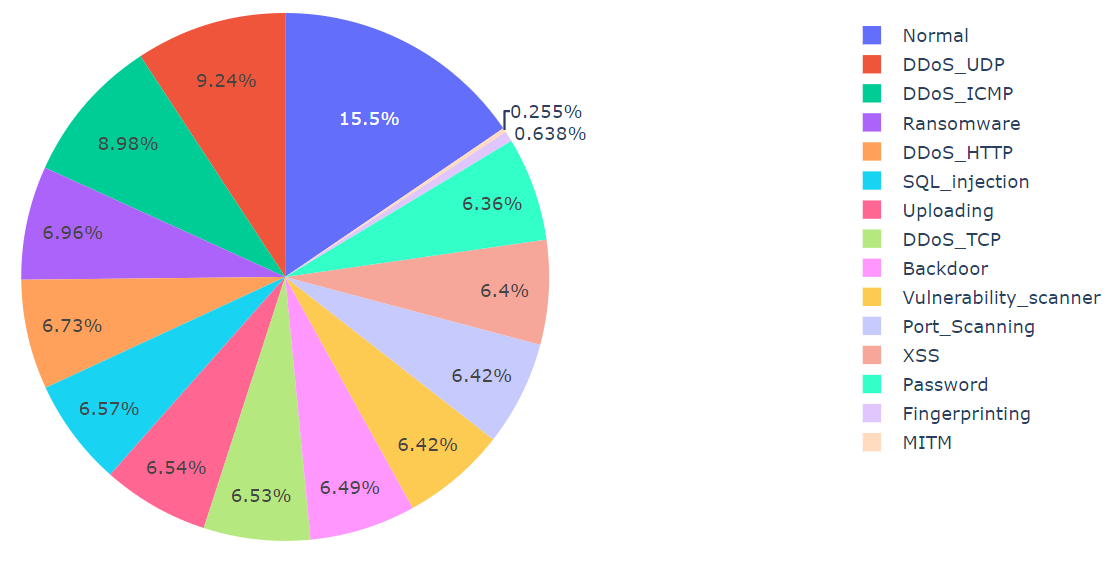 15.5%
0.255%
0.638%
6.36%
6.4%
6.42%
6.42%
6.49%
6.53%
6.54%
6.57%
6.73%
6.96%
8.98%
9.24%
Normal
DDoS_UDP
DDoS_ICMP
Ransomware
DDoS_HTTP
SQL_injection
Uploading
DDoS_TCP
Backdoor
Vulnerability_scanner
Port_Scanning
XSS
Password
Fingerprinting
MITM